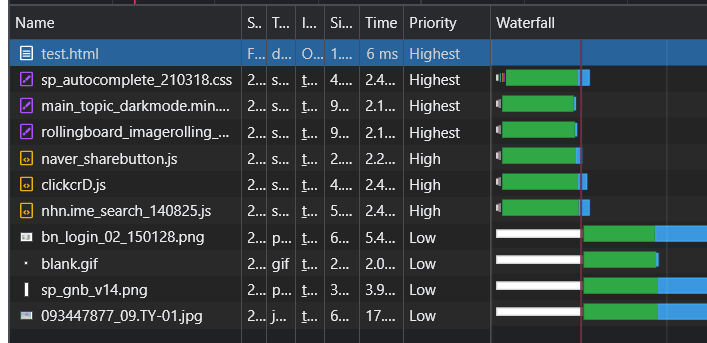 Name S.. T... I... Si... Time Priority Waterfall
test.html F... d... O... 1.... 6 ms Highest
sp_autocomplete_210318.css 2... s... t... 4.... 2.4... Highest
main_topic_darkmode.min.... 2... s... t... 9... 2.1... Highest
rollingboard_imagerolling_... 2... s... t... 9... 2.1... Highest
naver_sharebutton.js 2... s... t... 2... 2.2... High
clickcrD.js 2... s... t... 4.... 2.4... High
nhn.ime_search_140825.js 2... s... t... 5.... 2.4... High
bn_login_02_150128.png 2... p... t... 6... 5.4... Low
blank.gif 2... gif t... 2... 2.0... Low
sp_gnb_v14.png 2... p... t... 3... 3.9... Low
093447877_09.TY-01.jpg 2... j... t... 6... 17.... Low